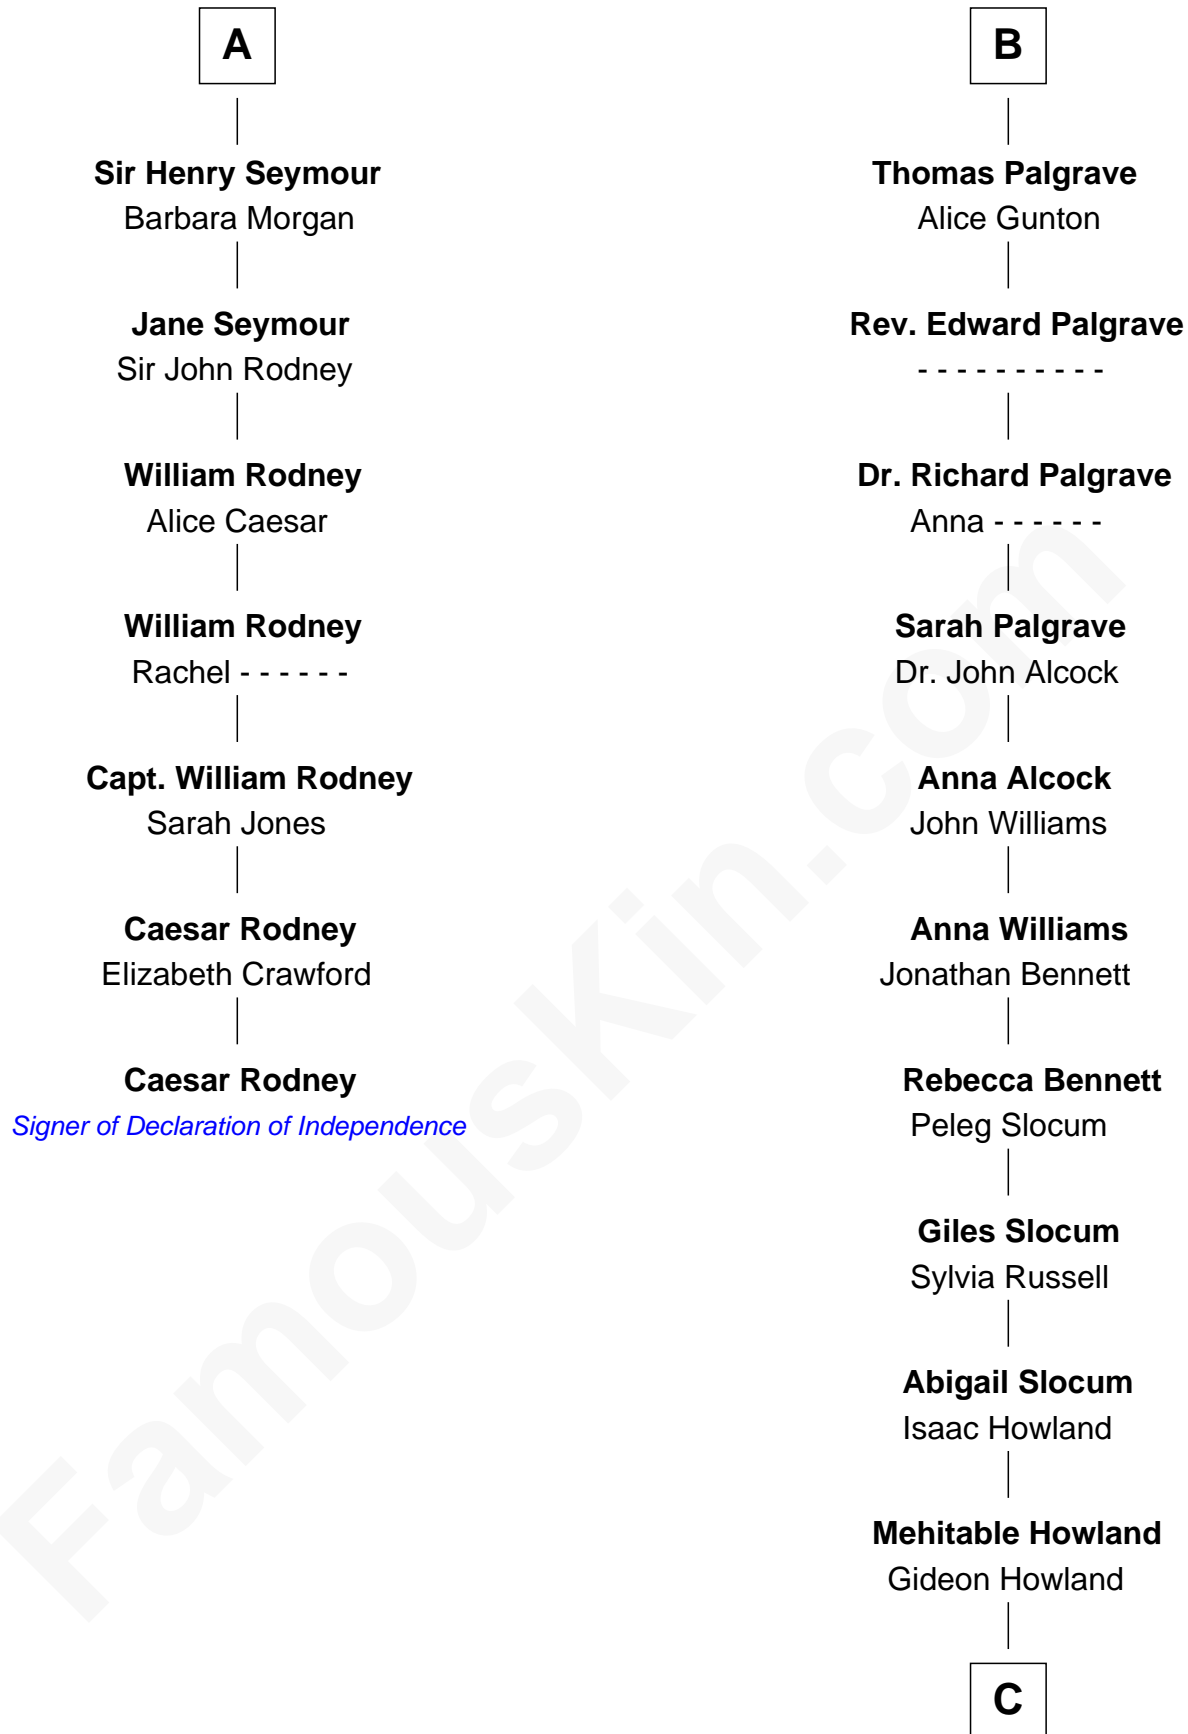 A
Sir Henry Seymour
Barbara Morgan
Jane Seymour
Sir John Rodney
William Rodney
Alice Caesar
William Rodney
Rachel - - - - - -
Capt. William Rodney
Sarah Jones
Caesar Rodney
Elizabeth Crawford
Caesar Rodney
Signer of Declaration of Independence
B
Thomas Palgrave
Alice Gunton
Rev. Edward Palgrave
- - - - - - - - - -
Dr. Richard Palgrave
Anna - - - - - -
Sarah Palgrave
Dr. John Alcock
Anna Alcock
John Williams
Anna Williams
Jonathan Bennett
Rebecca Bennett
Peleg Slocum
Giles Slocum
Sylvia Russell
Abigail Slocum
Isaac Howland
Mehitable Howland
Gideon Howland
C
FamousKin.com